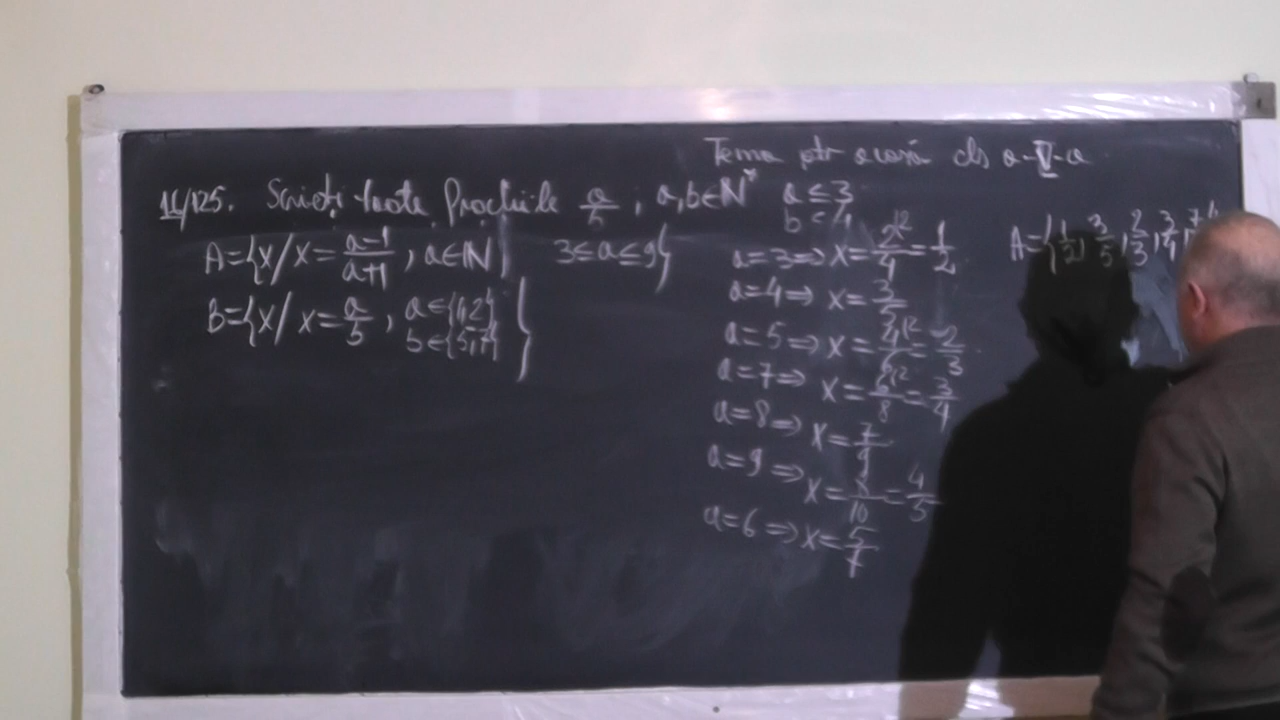 Tema ptr acasă cls a-V-a
16/125. Scrieți toate fracțiile a/b, a,b∈N* a≤3
b<4
A={x/x=a-1/a+1, a∈N} 3≤a≤9}
B={x/x=a/b, a∈{1,2}
b∈{5,7}}
a=3⇒x=2/4=1/2
a=4⇒x=3/5
a=5⇒x=4/6=2/3
a=7⇒x=6/8=3/4
a=8⇒x=7/9
a=9⇒x=8/10=4/5
a=6⇒x=5/7
A={1/2,3/5,2/3,3/4,